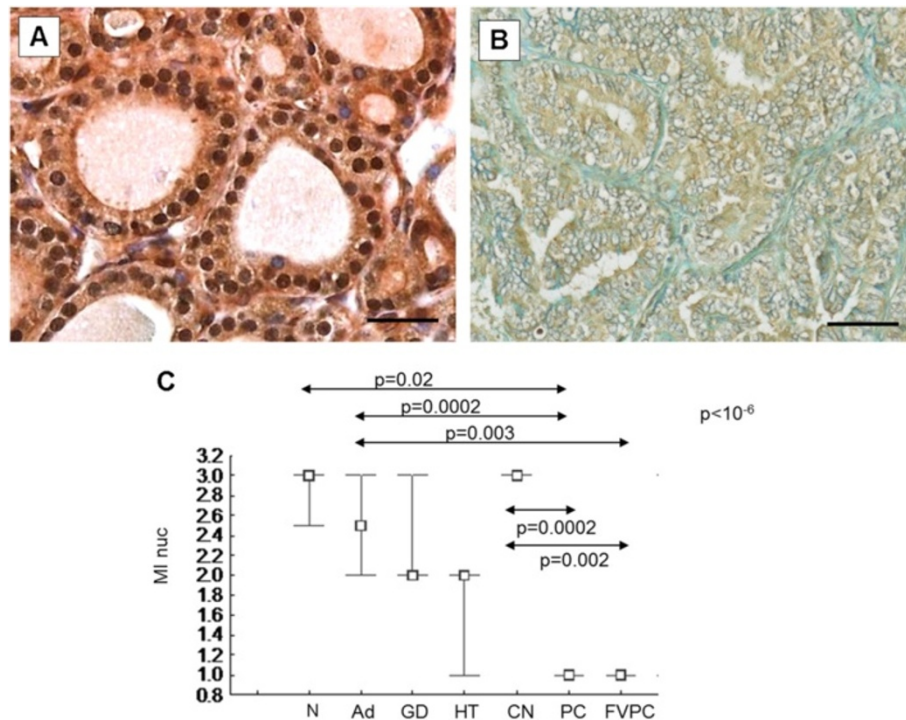 A
B
C
p=0.02
p=0.0002
p<10-6
p=0.003
3.2
3.0
2.8
2.6
2.4
2.2
2.0
1.8
1.6
1.4
1.2
1.0
0.8
MI nuc
p=0.0002
p=0.002
N Ad GD HT CN PC FVPC